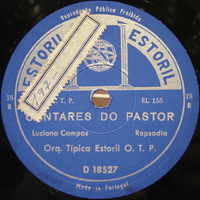 Reprodução Pública Proibida
ESTORIL
ESTORIL
78 R
78 R
O. T. P.
EL 155
CANTARES DO PASTOR
Luciano Campos
Rapsodia
Orq. Típica Estoril O. T. P.
D 18527
Made in Portugal